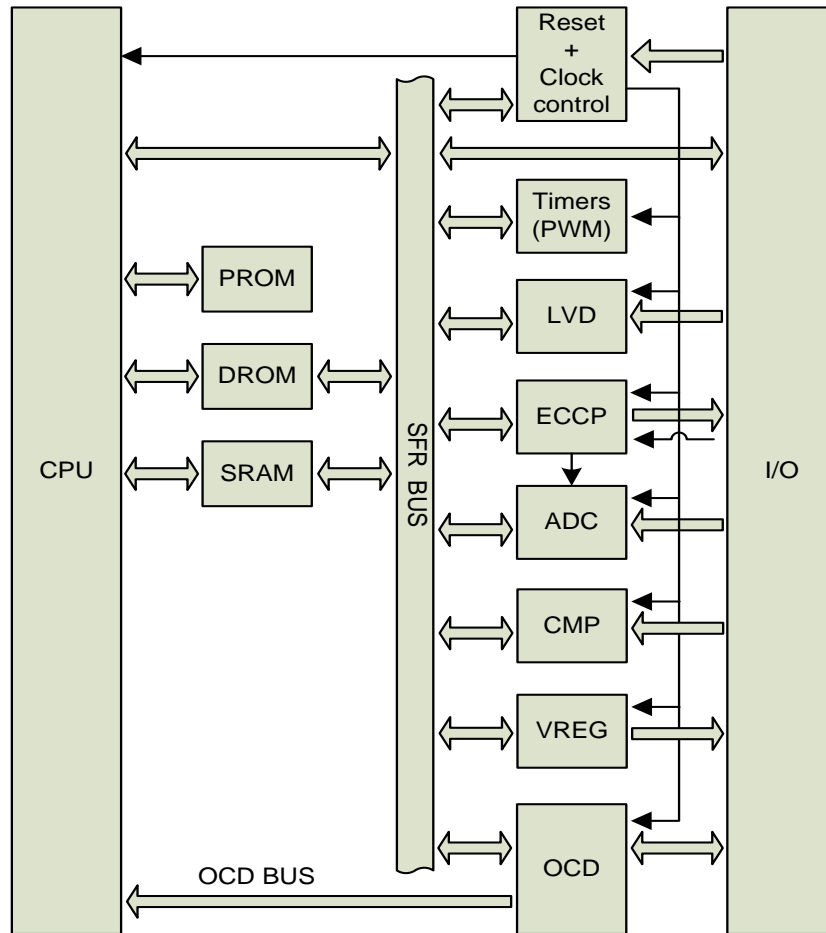 Reset
+
Clock
control
Timers
(PWM)
PROM
LVD
DROM
ECCP
CPU
SRAM
SFR BUS
I/O
ADC
CMP
VREG
OCD BUS
OCD